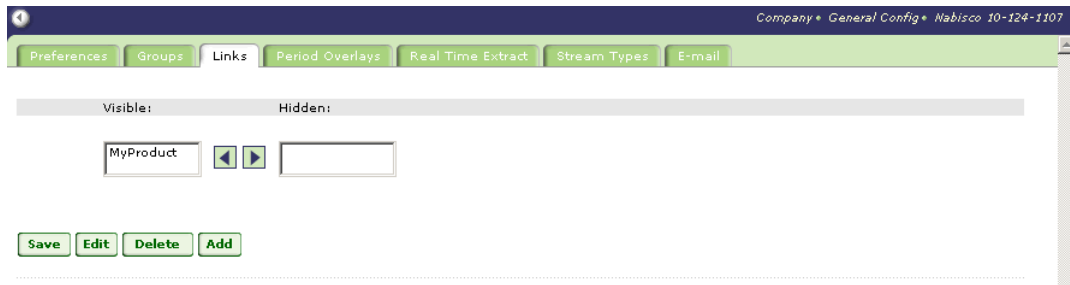 Company • General Config • Nabisco 10-124-1107
Preferences Groups Links Period Overlays Real Time Extract Stream Types E-mail
Visible: Hidden:
MyProduct
Save Edit Delete Add